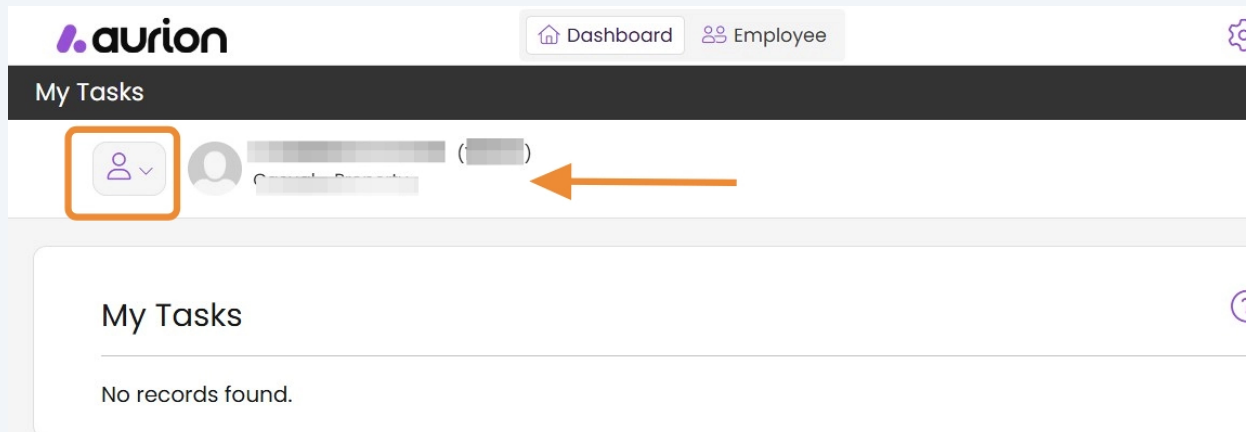 aurion
Dashboard Employee
My Tasks
( )
My Tasks
No records found.